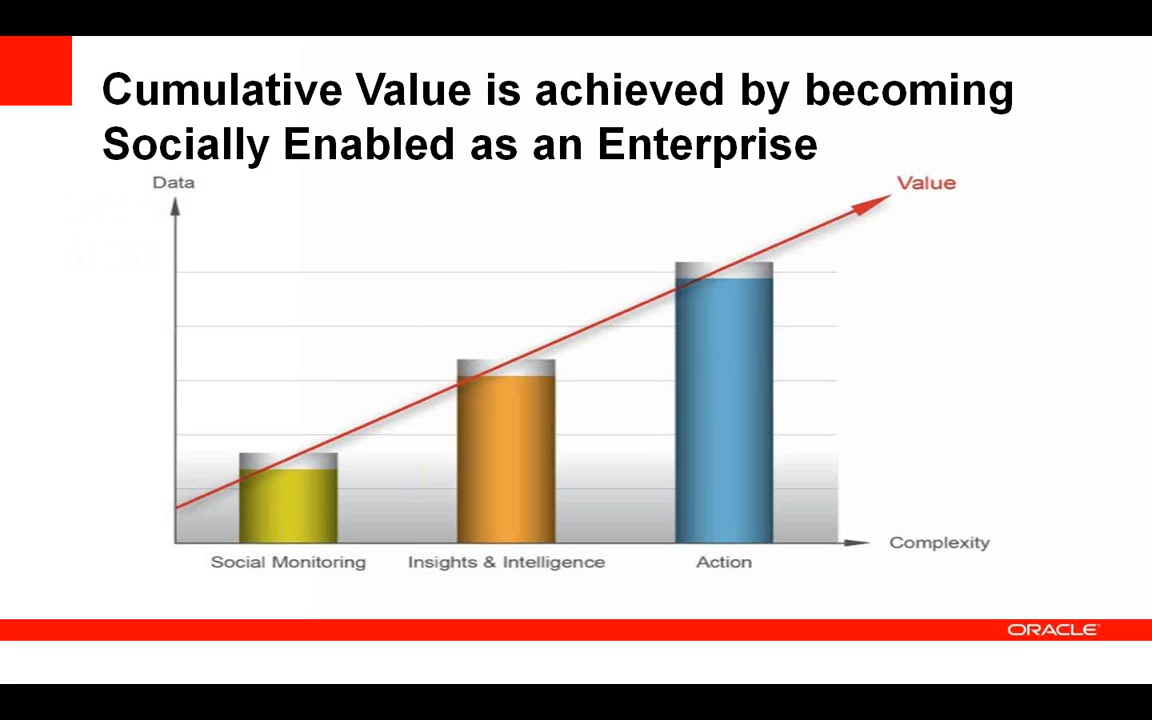 Cumulative Value is achieved by becoming
Socially Enabled as an Enterprise
Data
Value
Complexity
Social Monitoring
Insights & Intelligence
Action
ORACLE